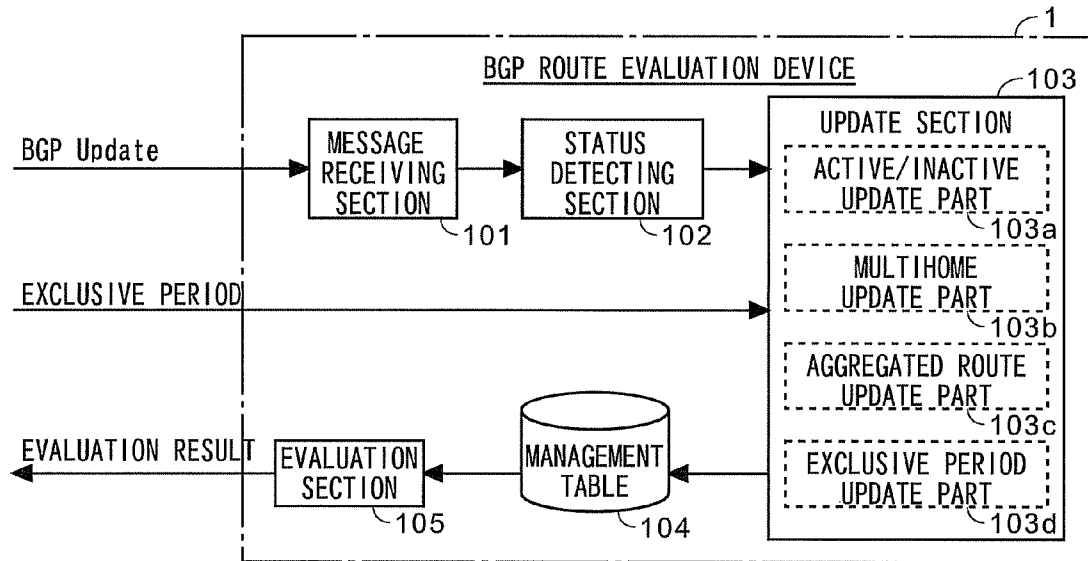 1
BGP ROUTE EVALUATION DEVICE
103
UPDATE SECTION
BGP Update
MESSAGE
RECEIVING
SECTION
101
STATUS
DETECTING
SECTION
102
ACTIVE/INACTIVE
UPDATE PART
103a
MULTIHOME
UPDATE PART
103b
EXCLUSIVE PERIOD
AGGREGATED ROUTE
UPDATE PART
103c
EXCLUSIVE PERIOD
UPDATE PART
103d
EVALUATION RESULT
EVALUATION
SECTION
105
MANAGEMENT
TABLE
104